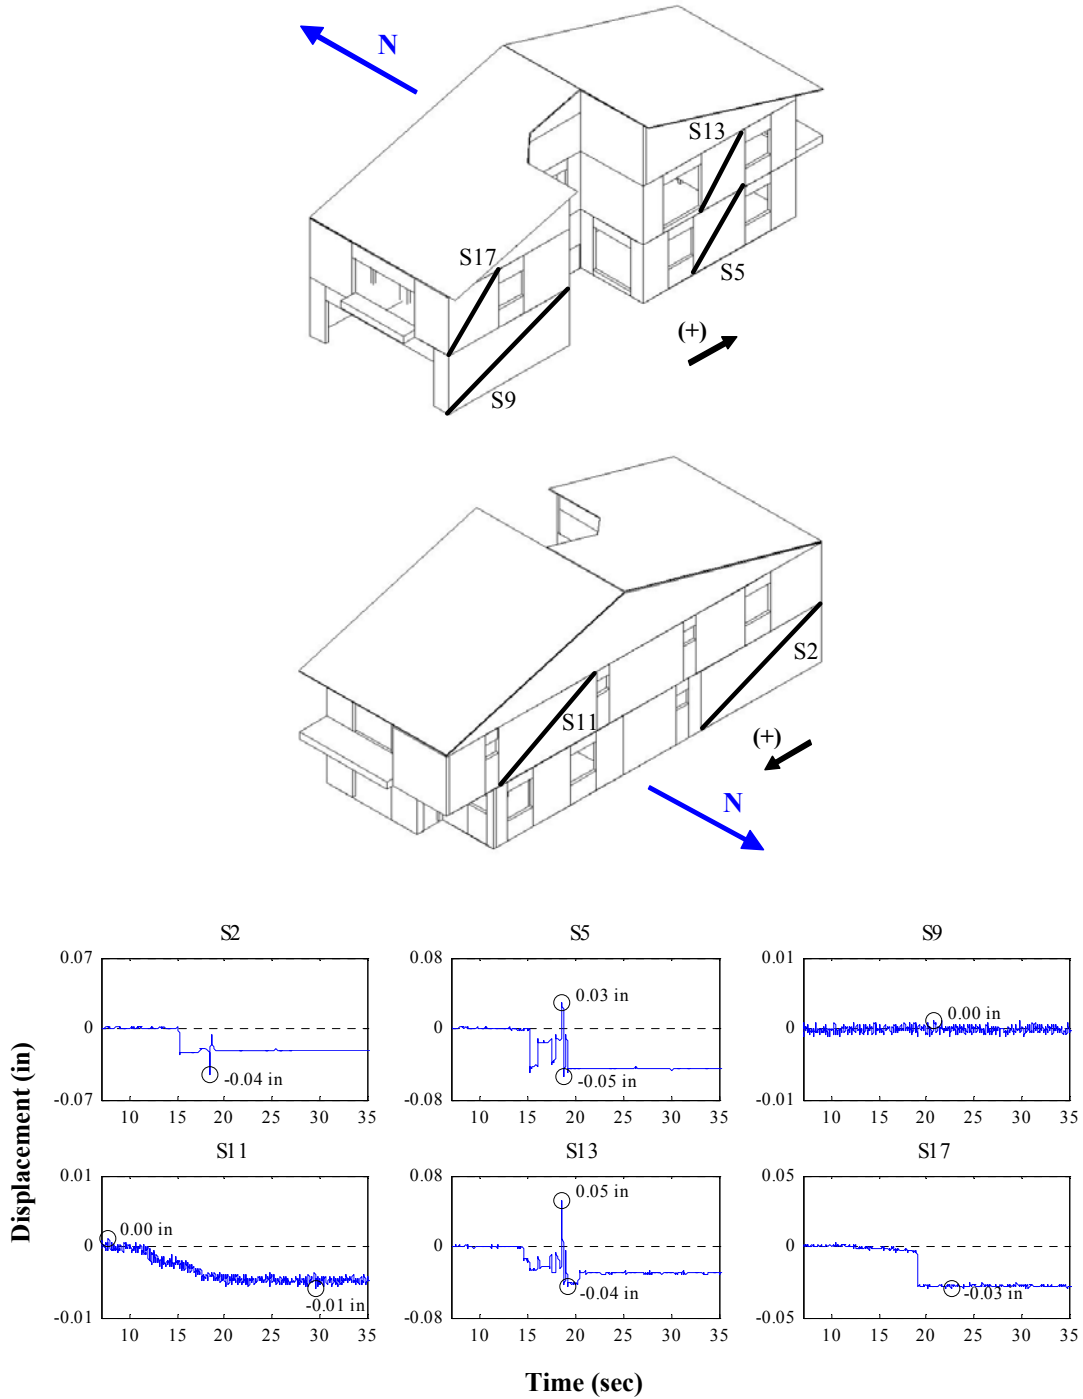 N
S13
S17
S5
(+)
S9
S2
S11
(+)
N
S2
S5
S9
0.07
0
-0.07
-0.04 in
10 15 20 25 30 35
0.08
0
-0.08
0.03 in
-0.05 in
10 15 20 25 30 35
0.01
0
-0.01
0.00 in
10 15 20 25 30 35
S11
S13
S17
0.01
0
-0.01
0.00 in
-0.01 in
10 15 20 25 30 35
0.08
0
-0.08
0.05 in
-0.04 in
10 15 20 25 30 35
0.05
0
-0.05
-0.03 in
10 15 20 25 30 35
Displacement (in)
Time (sec)